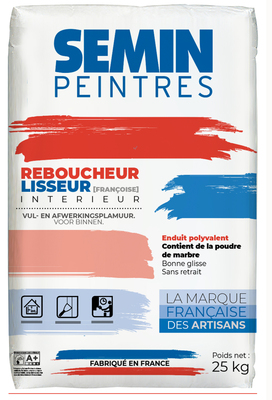 SEMIN
PEINTRES
REBOUCHEUR
LISSEUR [FRANÇOISE]
INTERIEUR
VUL- EN AFWERKINGSPLAMUUR.
VOOR BINNEN.
Enduit polyvalent
Contient de la poudre
de marbre
Bonne glisse
Sans retrait
LA MARQUE
FRANÇAISE
DES ARTISANS
A+
FABRIQUÉ EN FRANCE
Poids net :
25 kg